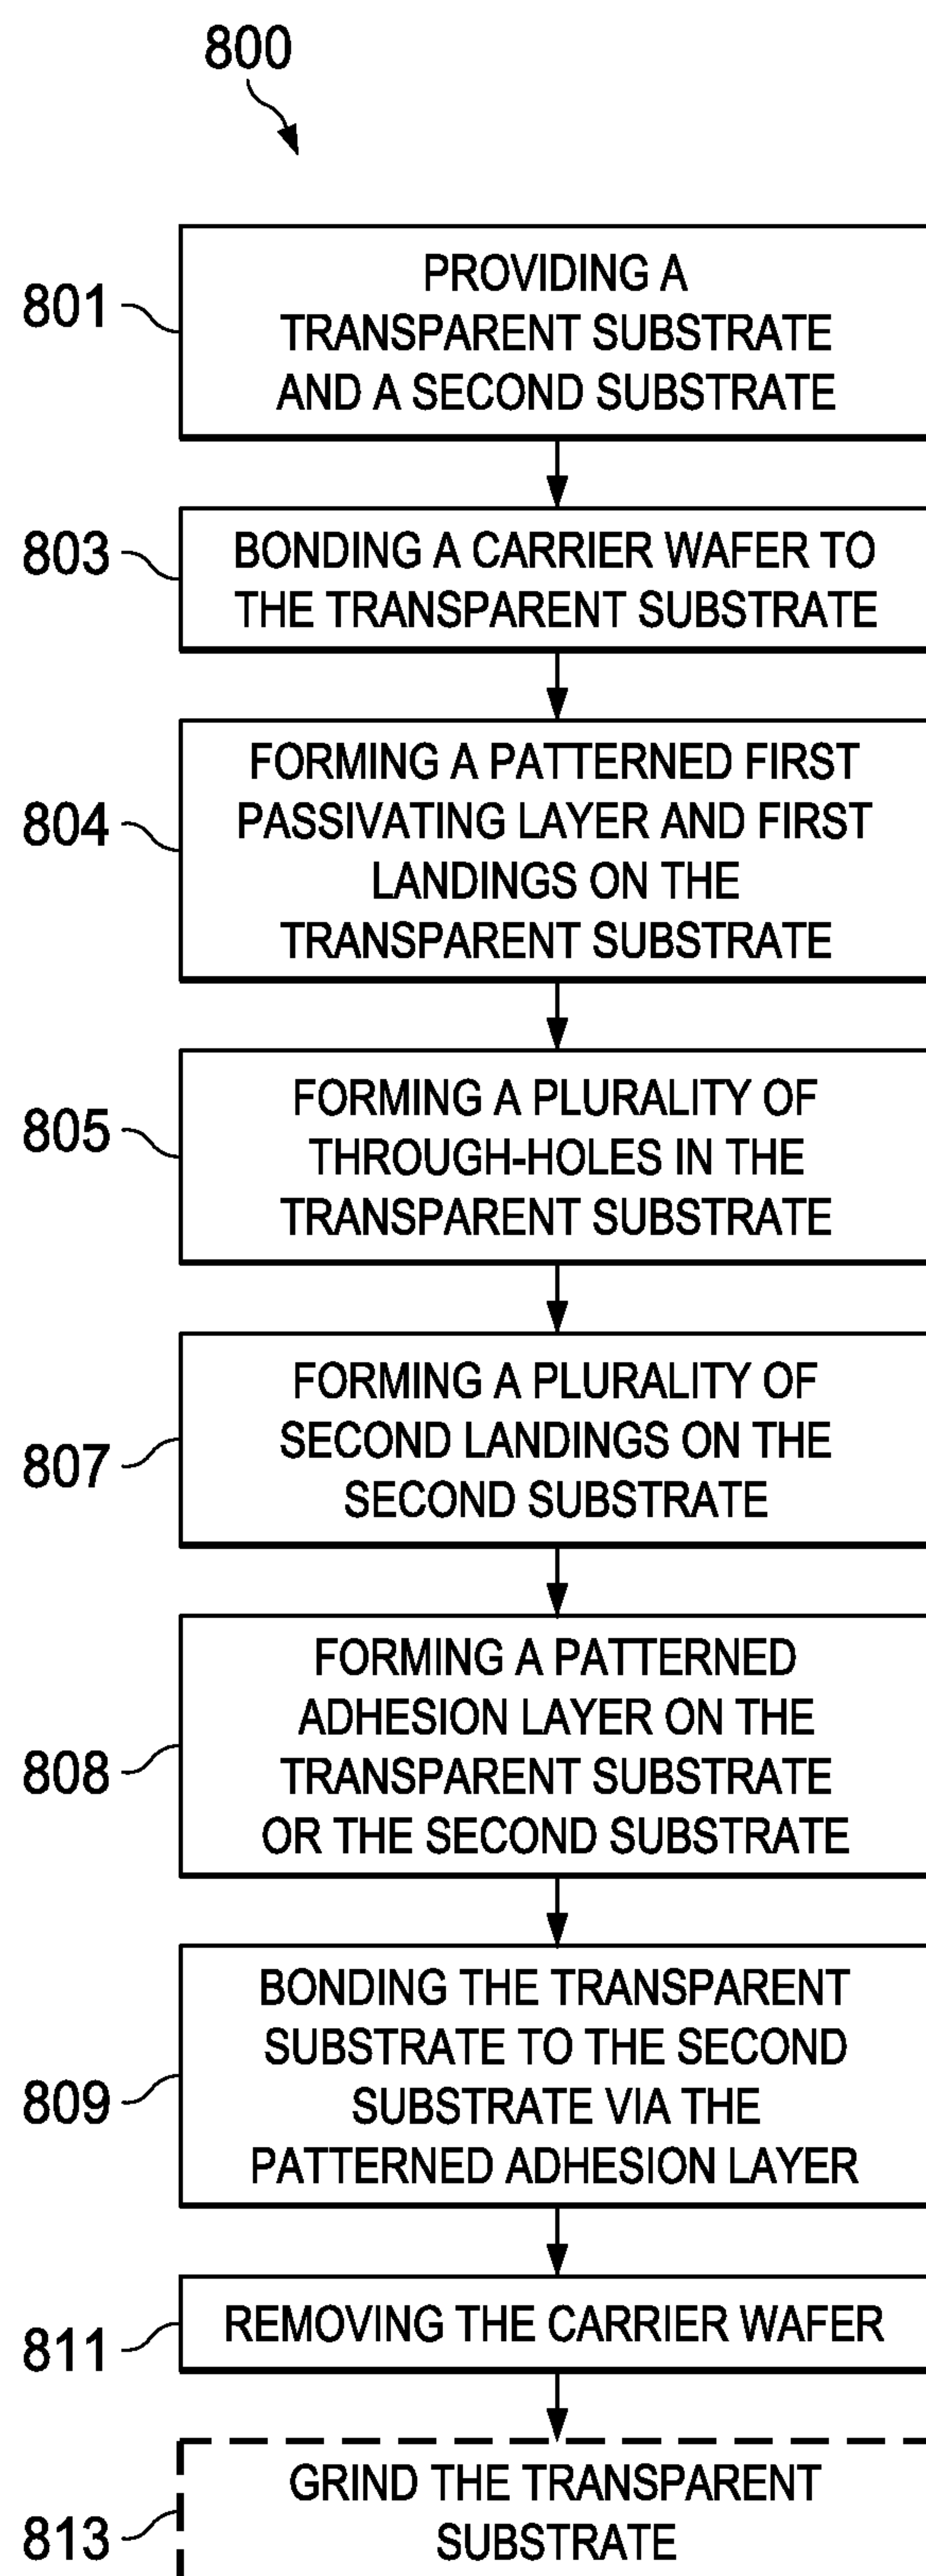 800
801
PROVIDING A
TRANSPARENT SUBSTRATE
AND A SECOND SUBSTRATE
803
BONDING A CARRIER WAFER TO
THE TRANSPARENT SUBSTRATE
804
FORMING A PATTERNED FIRST
PASSIVATING LAYER AND FIRST
LANDINGS ON THE
TRANSPARENT SUBSTRATE
805
FORMING A PLURALITY OF
THROUGH-HOLES IN THE
TRANSPARENT SUBSTRATE
807
FORMING A PLURALITY OF
SECOND LANDINGS ON THE
SECOND SUBSTRATE
808
FORMING A PATTERNED
ADHESION LAYER ON THE
TRANSPARENT SUBSTRATE
OR THE SECOND SUBSTRATE
809
BONDING THE TRANSPARENT
SUBSTRATE TO THE SECOND
SUBSTRATE VIA THE
PATTERNED ADHESION LAYER
811
REMOVING THE CARRIER WAFER
813
GRIND THE TRANSPARENT
SUBSTRATE